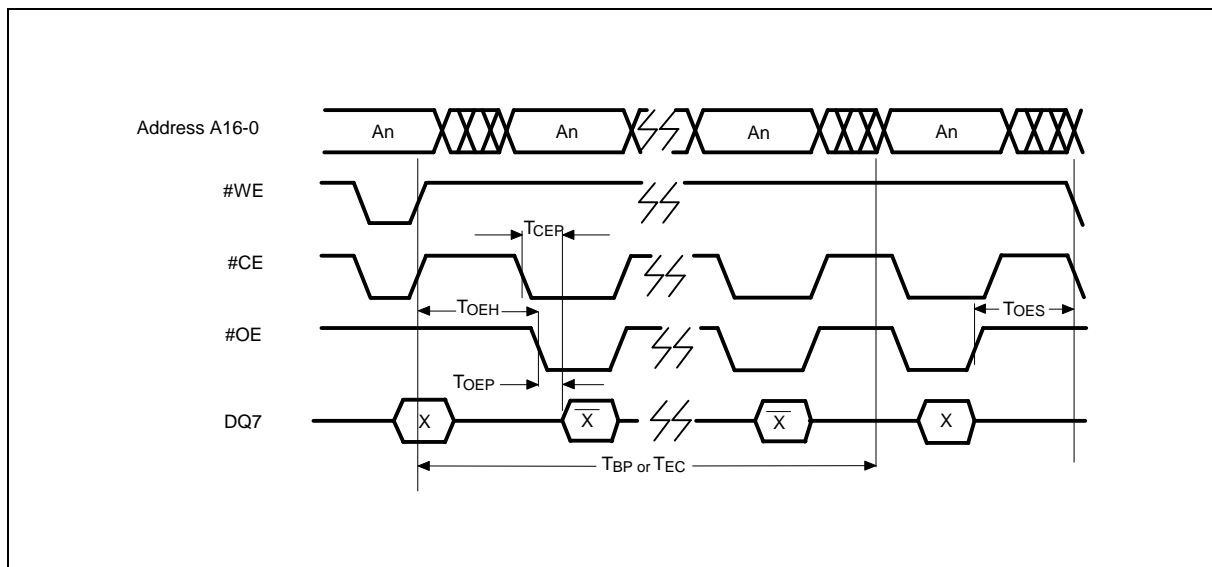 Address A16-0
An
An
An
An
#WE
TCEP
#CE
TOEH
TOES
#OE
TOEP
DQ7
X
X̅
X̅
X
TBP or TEC